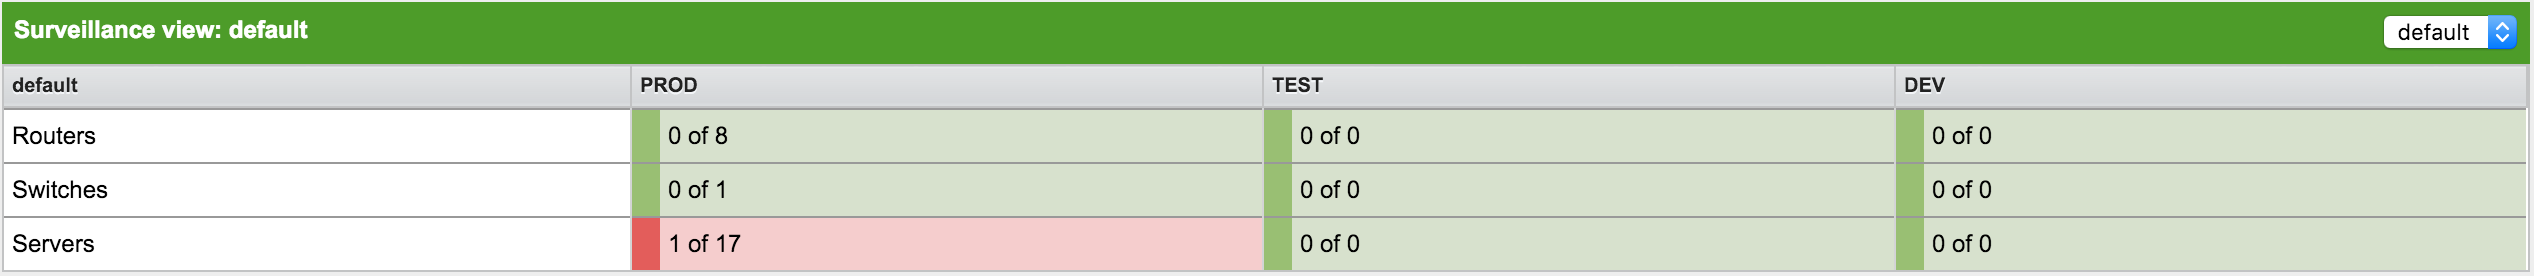 Surveillance view: default default
default PROD TEST DEV
Routers 0 of 8 0 of 0 0 of 0
Switches 0 of 1 0 of 0 0 of 0
Servers 1 of 17 0 of 0 0 of 0